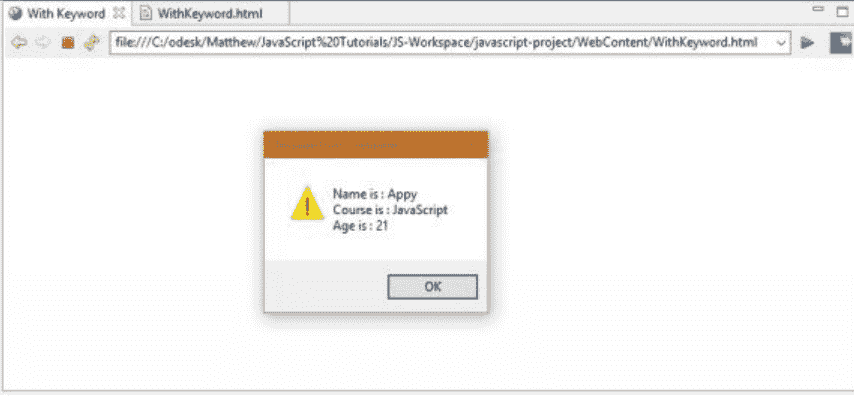 With Keyword
WithKeyword.html
file:///C:/odesk/Matthew/JavaScript%20Tutorials/JS-Workspace/javascript-project/WebContent/WithKeyword.html
Name is : Appy
Course is : JavaScript
Age is : 21
OK